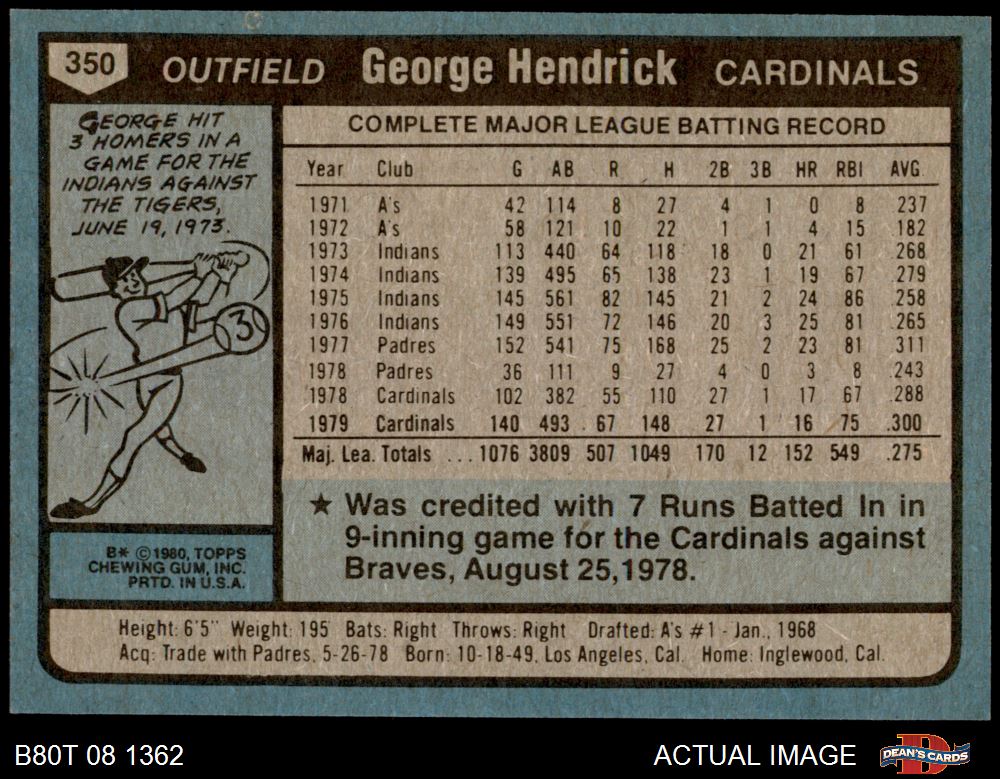 350 OUTFIELD George Hendrick CARDINALS
GEORGE HIT
3 HOMERS IN A
GAME FOR THE
INDIANS AGAINST
THE TIGERS,
JUNE 19, 1973.
3
B* ©1980, TOPPS
CHEWING GUM, INC.
PRTD. IN U.S.A.
COMPLETE MAJOR LEAGUE BATTING RECORD
Year Club G AB R H 2B 3B HR RBI AVG.
1971 A's 42 114 8 27 4 1 0 8 .237
1972 A's 58 121 10 22 1 1 4 15 .182
1973 Indians 113 440 64 118 18 0 21 61 .268
1974 Indians 139 495 65 138 23 1 19 67 .279
1975 Indians 145 561 82 145 21 2 24 86 .258
1976 Indians 149 551 72 146 20 3 25 81 .265
1977 Padres 152 541 75 168 25 2 23 81 .311
1978 Padres 36 111 9 27 4 0 3 8 .243
1978 Cardinals 102 382 55 110 27 1 17 67 .288
1979 Cardinals 140 493 67 148 27 1 16 75 .300
Maj. Lea. Totals ... 1076 3809 507 1049 170 12 152 549 .275
★ Was credited with 7 Runs Batted In in
9-inning game for the Cardinals against
Braves, August 25,1978.
Height: 6'5" Weight: 195 Bats: Right Throws: Right Drafted: A's #1 - Jan., 1968
Acq: Trade with Padres, 5-26-78 Born: 10-18-49, Los Angeles, Cal. Home: Inglewood, Cal.
B80T 08 1362 ACTUAL IMAGE D DEAN'S CARDS